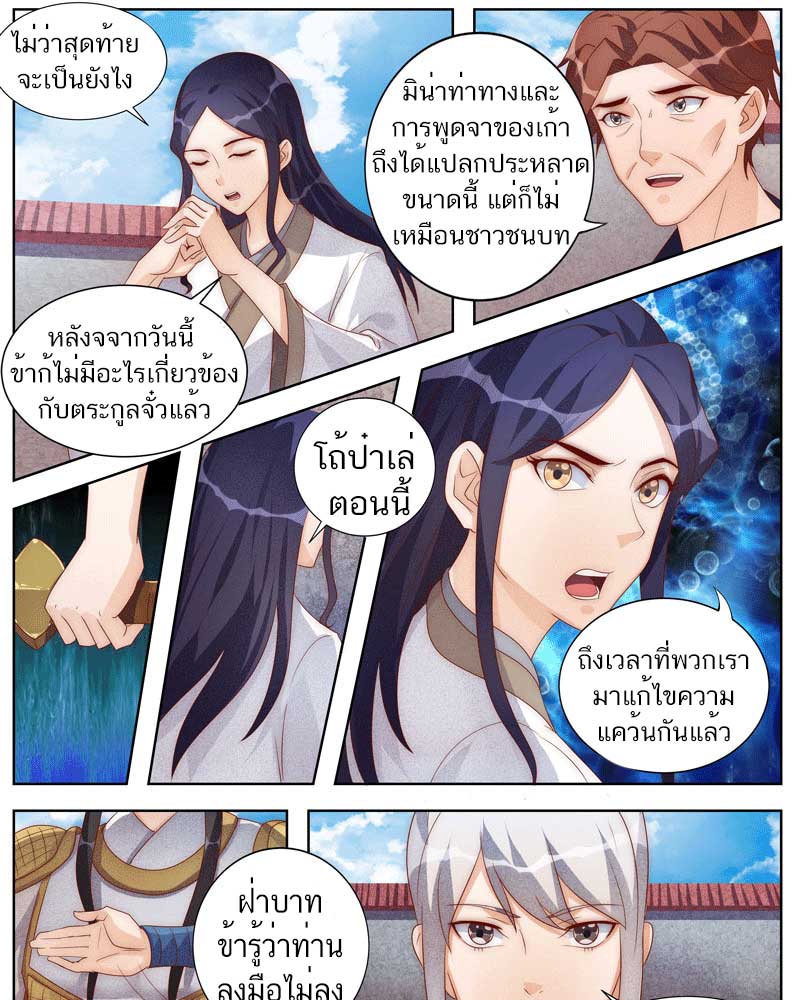 ไม่ว่าสุดท้าย
จะเป็นยังไง
มิน่าท่าทางและ
การพูดจาของเก้า
ถึงได้แปลกประหลาด
ขนาดนี้ แต่ก็ไม่
เหมือนชาวชนบท
หลังจจากวันนี้
ข้าก้ไม่มีอะไรเกี่ยวข้อง
กับตระกูลจั๋วแล้ว
โถ้ป๋าเล่
ตอนนี้
ถึงเวลาที่พวกเรา
มาแก้ไขความ
แคว้นกันแล้ว
ฝ่าบาท
ข้ารู้ว่าท่าน
ลงมือไม่ลง